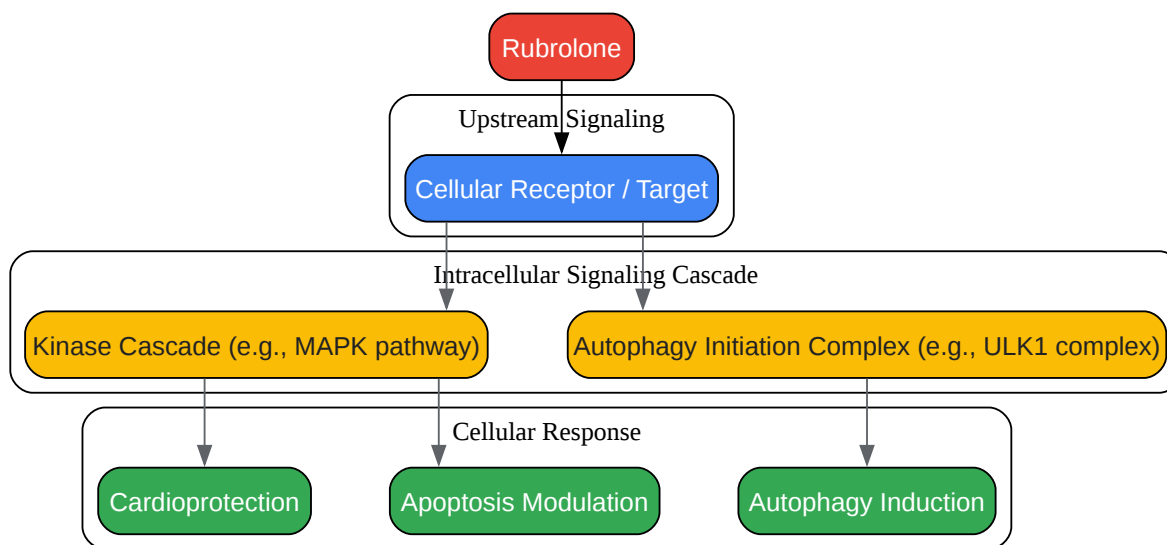 Rubrolone
Upstream Signaling
Cellular Receptor / Target
Intracellular Signaling Cascade
Kinase Cascade (e.g., MAPK pathway)
Autophagy Initiation Complex (e.g., ULK1 complex)
Cellular Response
Cardioprotection
Apoptosis Modulation
Autophagy Induction